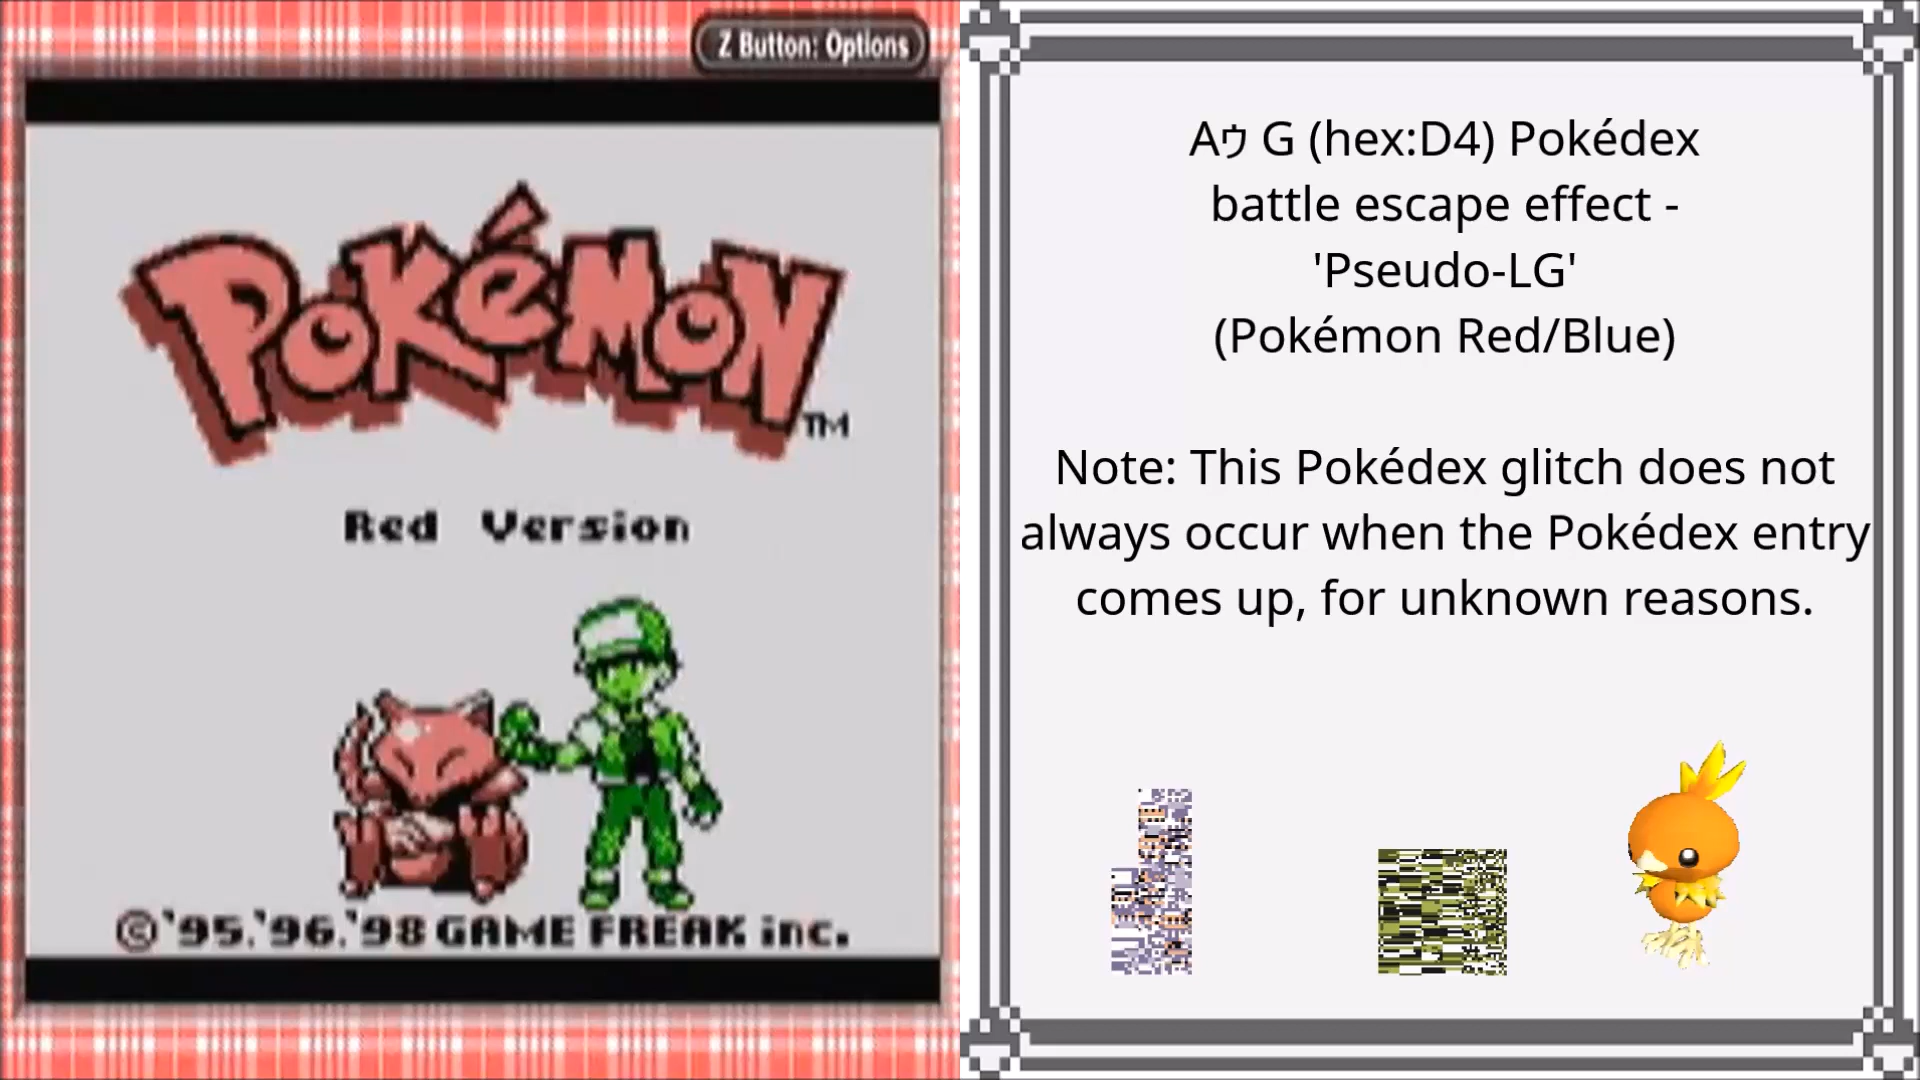 Z Button: Options
POKéMON
TM
Red Version
©'95.'96.'98 GAME FREAK inc.
Aゥ G (hex:D4) Pokédex
battle escape effect -
'Pseudo-LG'
(Pokémon Red/Blue)
Note: This Pokédex glitch does not
always occur when the Pokédex entry
comes up, for unknown reasons.